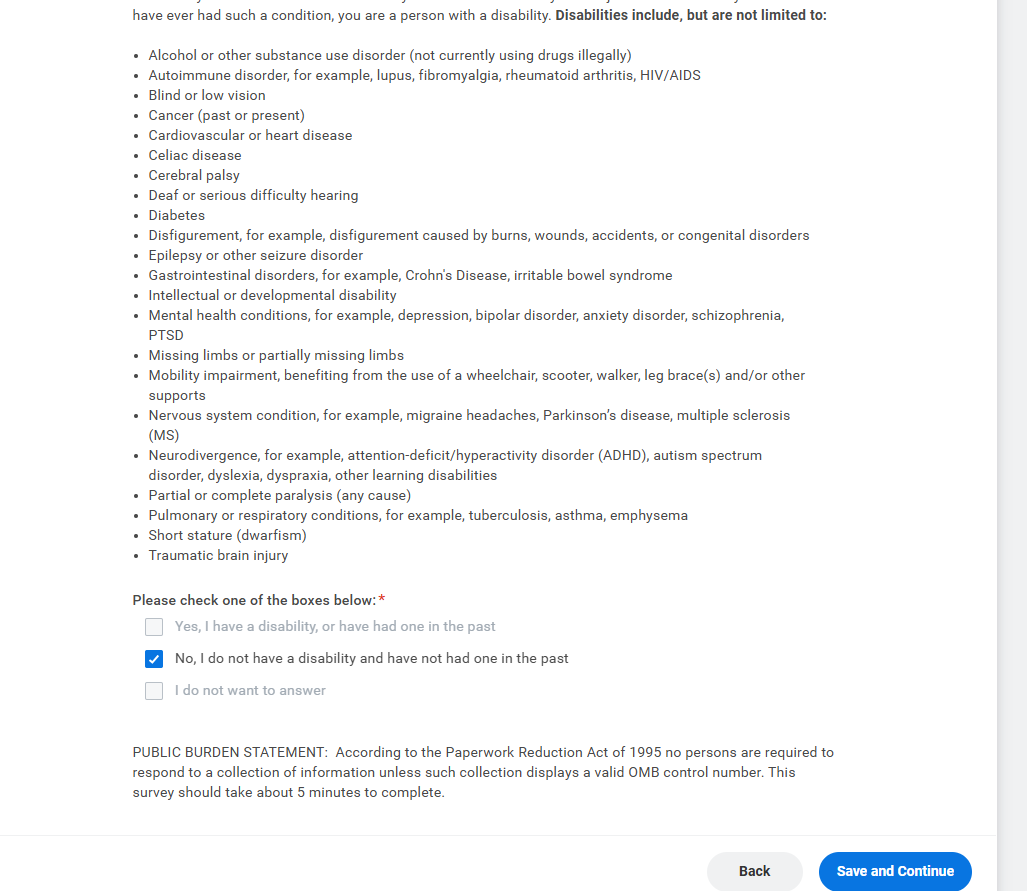 have ever had such a condition, you are a person with a disability. Disabilities include, but are not limited to:
• Alcohol or other substance use disorder (not currently using drugs illegally)
• Autoimmune disorder, for example, lupus, fibromyalgia, rheumatoid arthritis, HIV/AIDS
• Blind or low vision
• Cancer (past or present)
• Cardiovascular or heart disease
• Celiac disease
• Cerebral palsy
• Deaf or serious difficulty hearing
• Diabetes
• Disfigurement, for example, disfigurement caused by burns, wounds, accidents, or congenital disorders
• Epilepsy or other seizure disorder
• Gastrointestinal disorders, for example, Crohn's Disease, irritable bowel syndrome
• Intellectual or developmental disability
• Mental health conditions, for example, depression, bipolar disorder, anxiety disorder, schizophrenia,
PTSD
• Missing limbs or partially missing limbs
• Mobility impairment, benefiting from the use of a wheelchair, scooter, walker, leg brace(s) and/or other
supports
• Nervous system condition, for example, migraine headaches, Parkinson’s disease, multiple sclerosis
(MS)
• Neurodivergence, for example, attention-deficit/hyperactivity disorder (ADHD), autism spectrum
disorder, dyslexia, dyspraxia, other learning disabilities
• Partial or complete paralysis (any cause)
• Pulmonary or respiratory conditions, for example, tuberculosis, asthma, emphysema
• Short stature (dwarfism)
• Traumatic brain injury
Please check one of the boxes below:*
Yes, I have a disability, or have had one in the past
No, I do not have a disability and have not had one in the past
I do not want to answer
PUBLIC BURDEN STATEMENT:  According to the Paperwork Reduction Act of 1995 no persons are required to
respond to a collection of information unless such collection displays a valid OMB control number. This
survey should take about 5 minutes to complete.
Back
Save and Continue